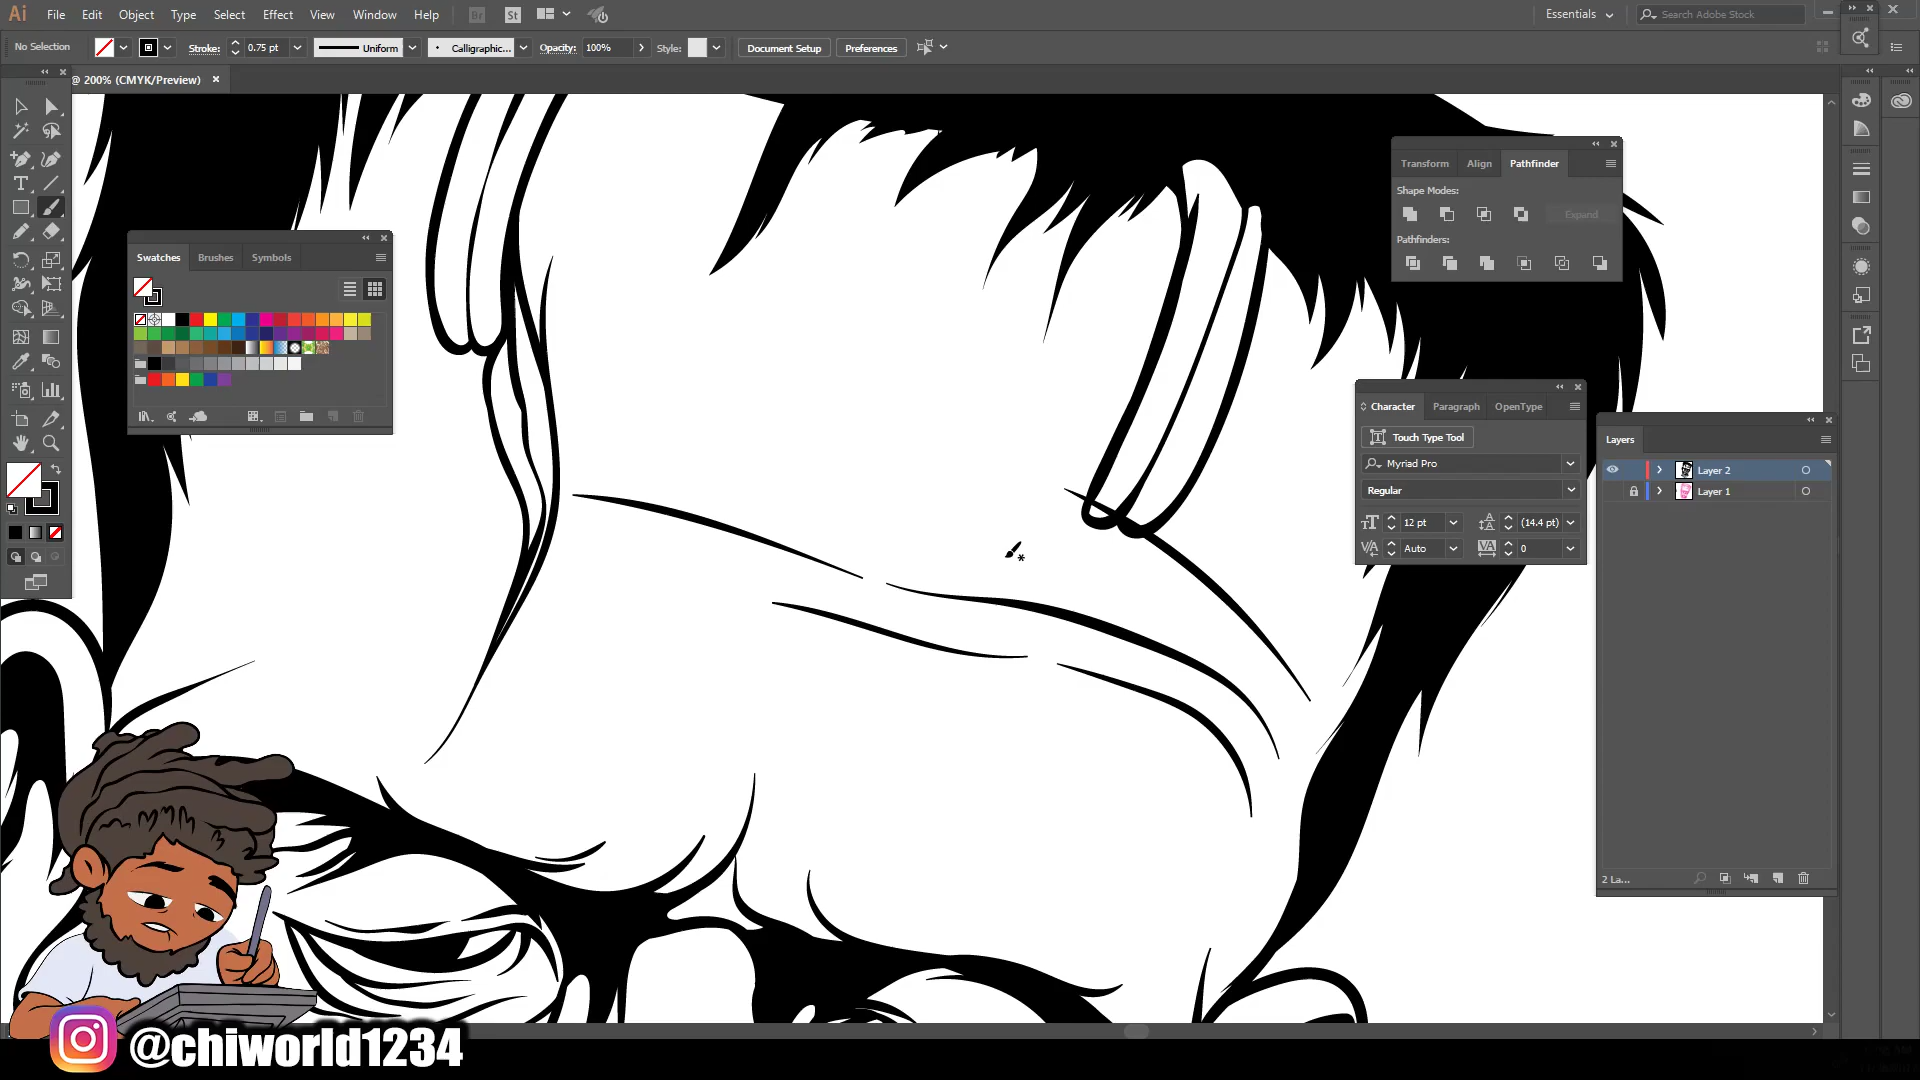 Ai File Edit Object Type Select Effect View Window Help Br St Essentials Search Adobe Stock
No Selection Stroke: 0.75 pt Uniform Calligraphic... Opacity: 100% Style: Document Setup Preferences
@ 200% (CMYK/Preview)
Transform Align Pathfinder
Shape Modes:
Expand
Pathfinders:
Swatches Brushes Symbols
Character Paragraph OpenType
Touch Type Tool
Myriad Pro
Regular
12 pt (14.4 pt)
Auto 0
Layers
Layer 2
Layer 1
2 La...
@chiworld1234